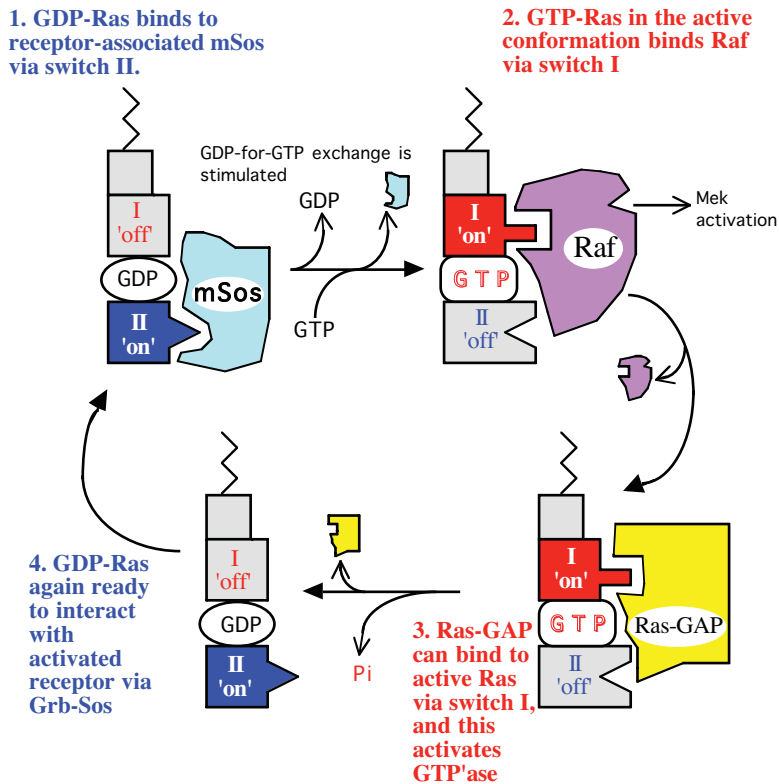 1. GDP-Ras binds to
receptor-associated mSos
via switch II.
2. GTP-Ras in the active
conformation binds Raf
via switch I
GDP-for-GTP exchange is
stimulated
I
'off'
GDP
II
'on'
mSos
GDP
GTP
I
'on'
GTP
II
'off'
Raf
Mek
activation
4. GDP-Ras
again ready
to interact
with
activated
receptor via
Grb-Sos
I
'off'
GDP
II
'on'
Pi
3. Ras-GAP
can bind to
active Ras
via switch I,
and this
activates
GTP'ase
I
'on'
GTP
II
'off'
Ras-GAP